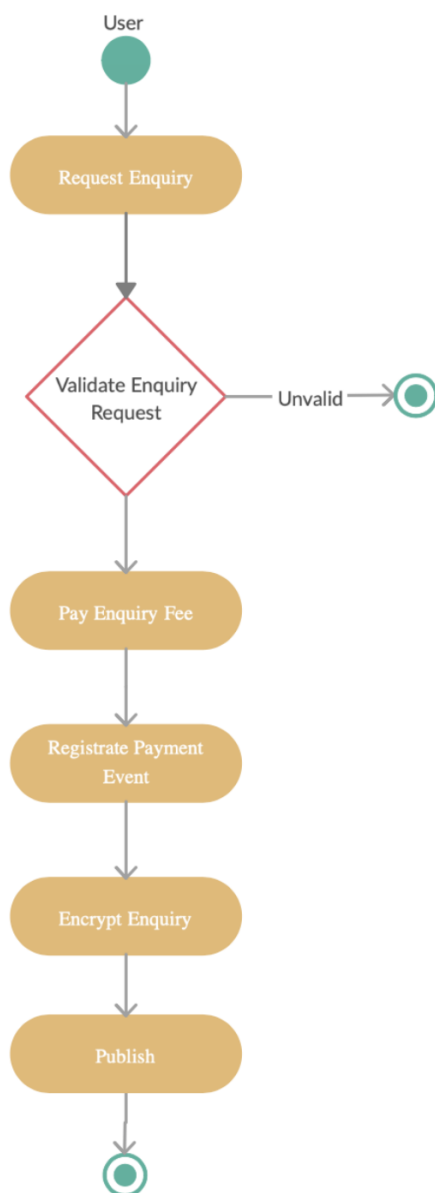 User
Request Enquiry
Validate Enquiry
Request
Unvalid
Pay Enquiry Fee
Registrate Payment
Event
Encrypt Enquiry
Publish